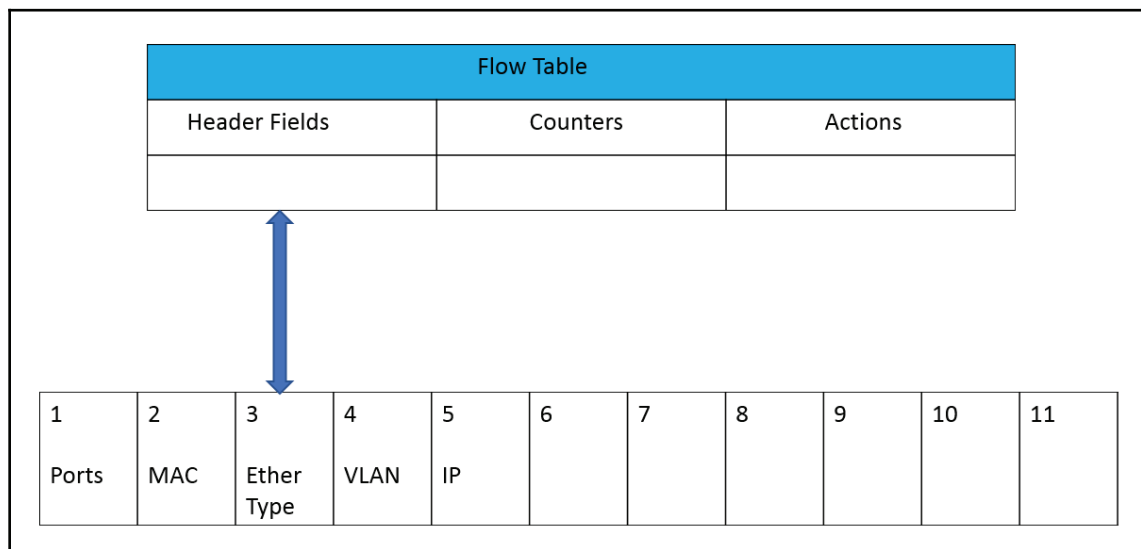 Flow Table
Header Fields Counters Actions
1 2 3 4 5 6 7 8 9 10 11
Ports MAC Ether VLAN IP
Type